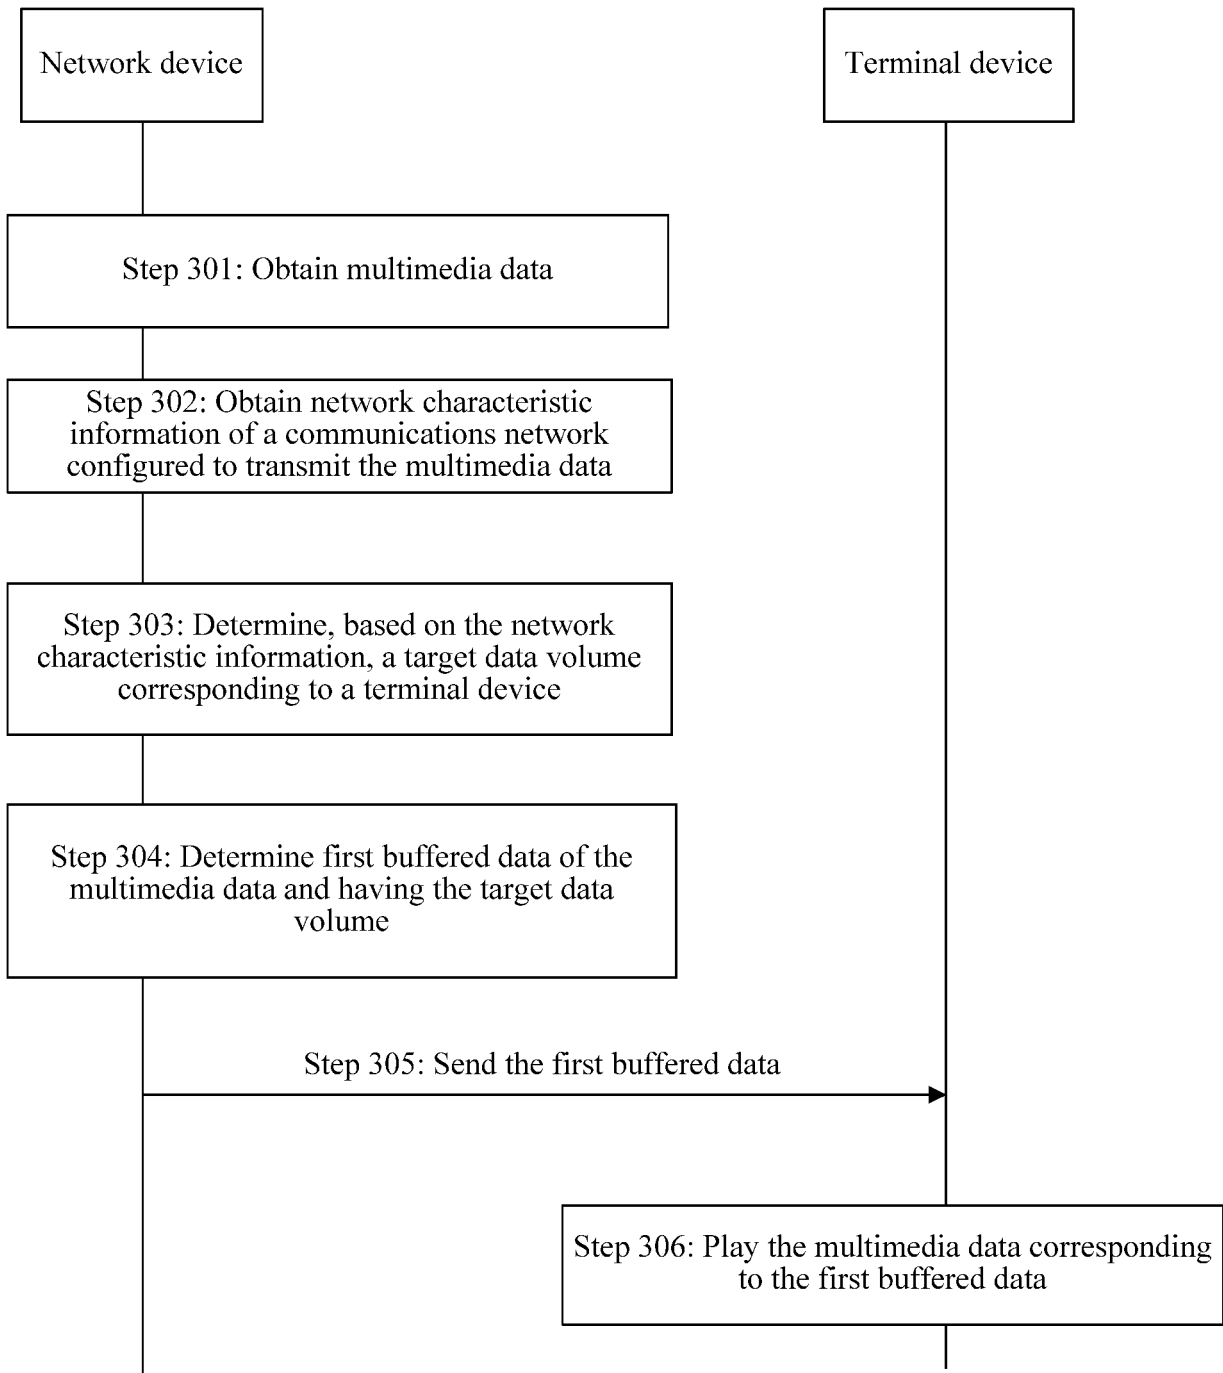 Network device
Terminal device
Step 301: Obtain multimedia data
Step 302: Obtain network characteristic
information of a communications network
configured to transmit the multimedia data
Step 303: Determine, based on the network
characteristic information, a target data volume
corresponding to a terminal device
Step 304: Determine first buffered data of the
multimedia data and having the target data
volume
Step 305: Send the first buffered data
Step 306: Play the multimedia data corresponding
to the first buffered data